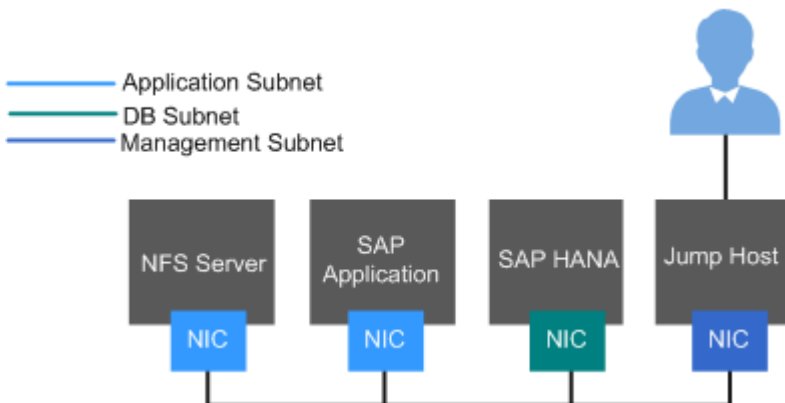 Application Subnet
DB Subnet
Management Subnet
NFS Server
SAP
Application
SAP HANA
Jump Host
NIC
NIC
NIC
NIC